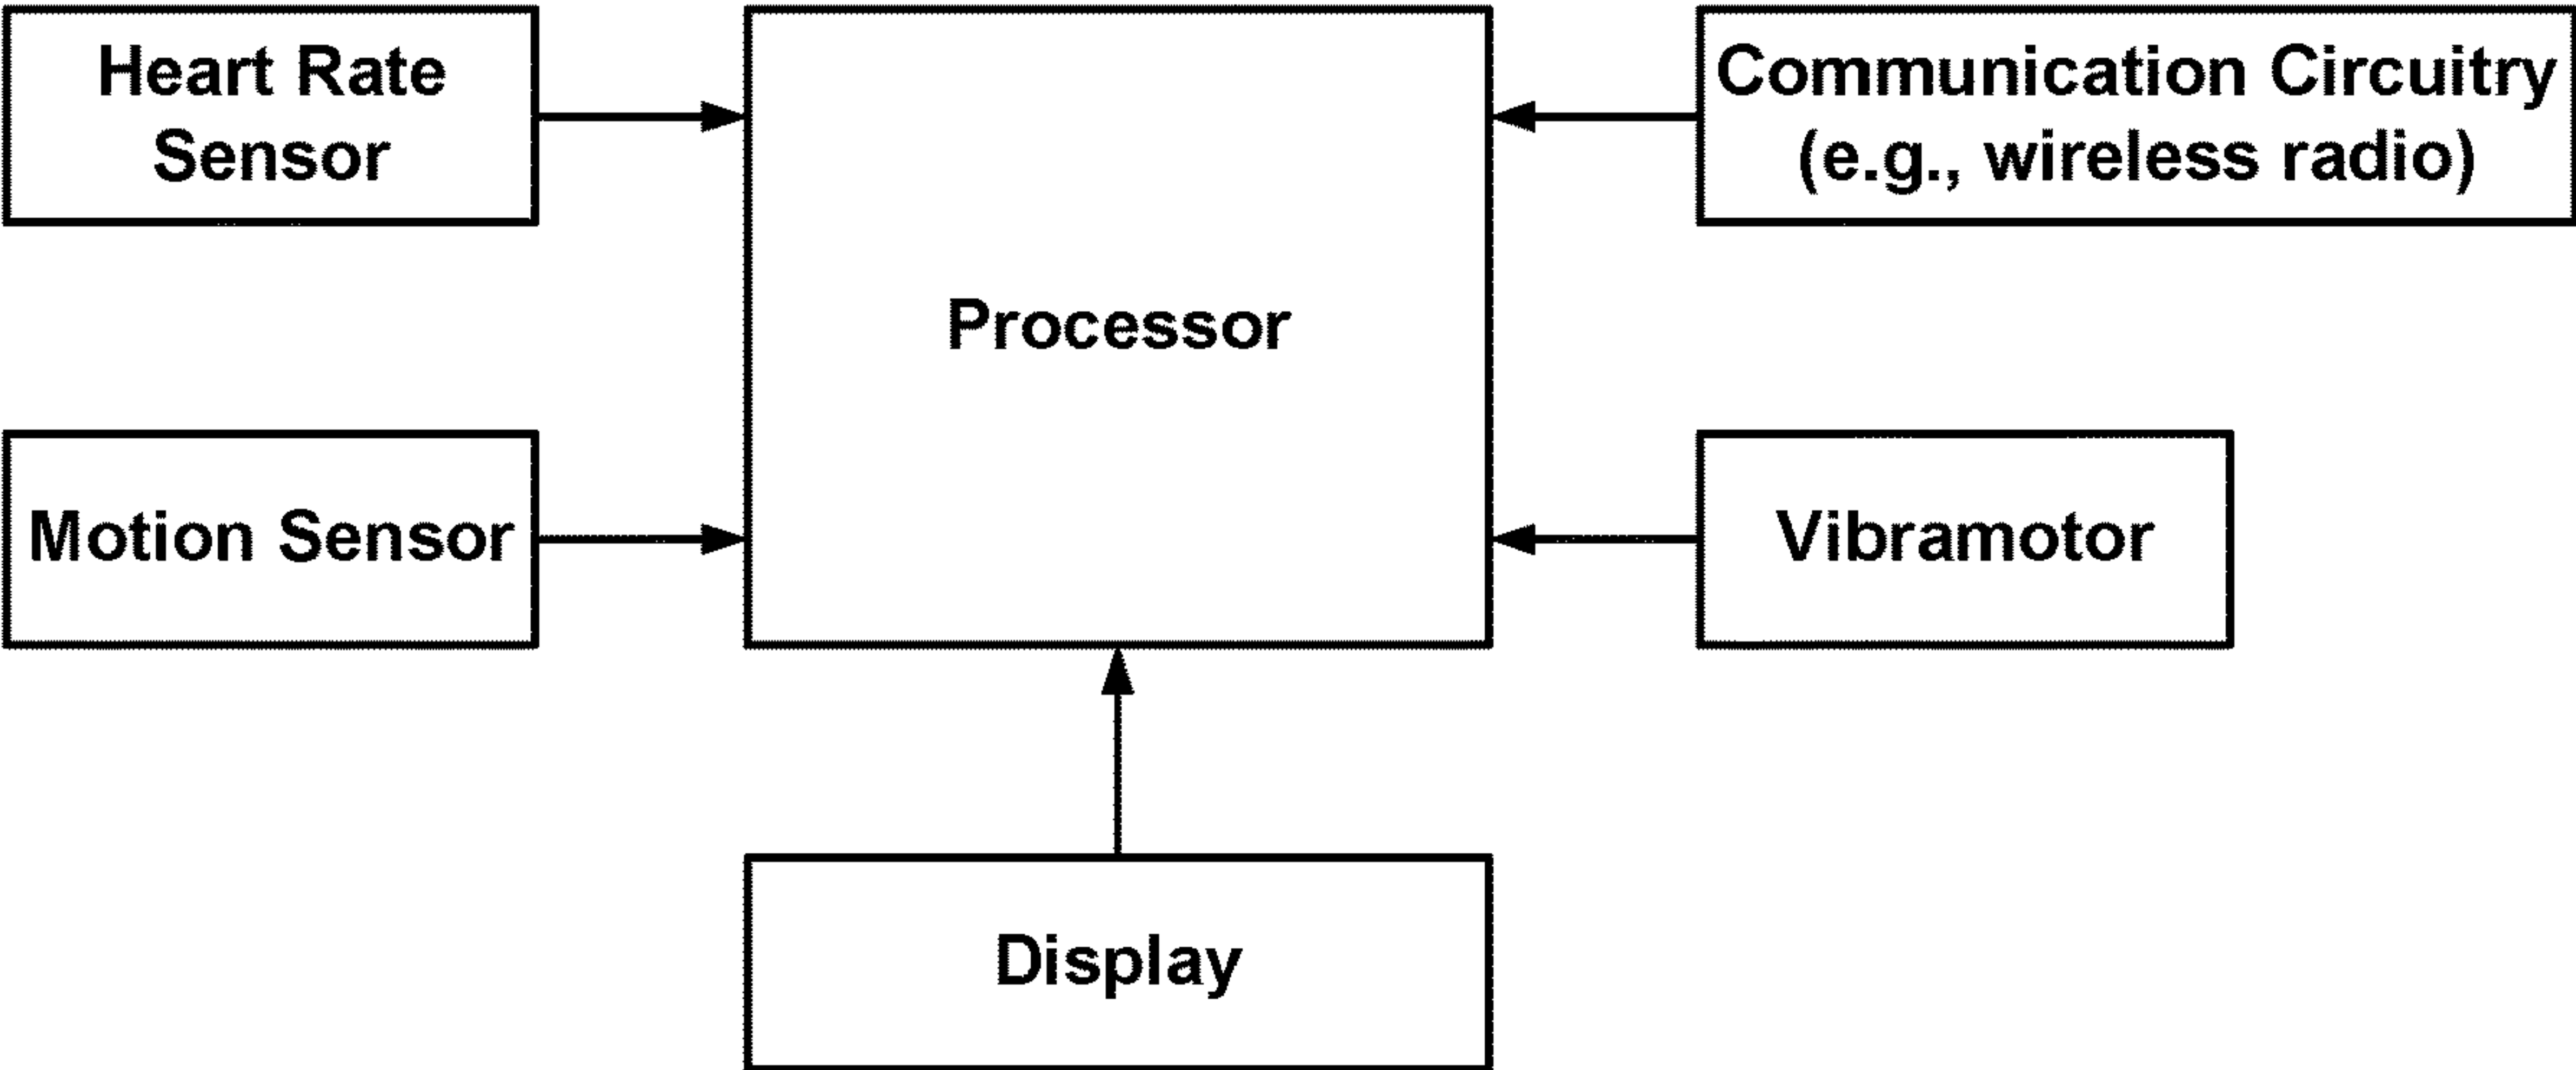 Heart Rate
Sensor
Processor
Communication Circuitry
(e.g., wireless radio)
Motion Sensor
Vibramotor
Display